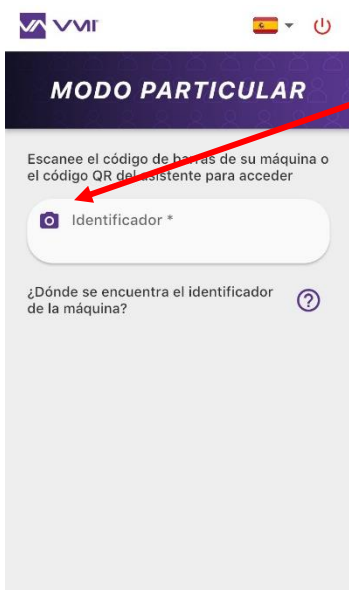 VMI
MODO PARTICULAR
Escanee el código de barras de su máquina o
el código QR del asistente para acceder
Identificador *
¿Dónde se encuentra el identificador
de la máquina?